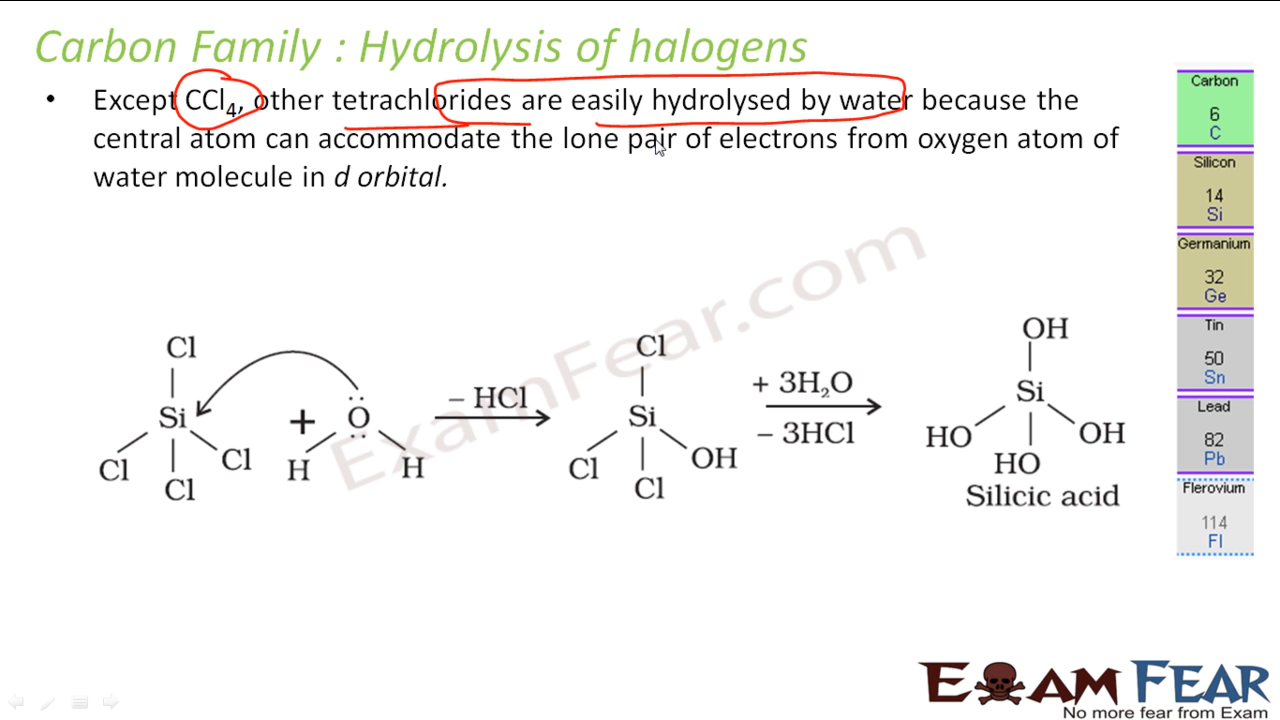 Carbon Family : Hydrolysis of halogens
• Except CCl₄, other tetrachlorides are easily hydrolysed by water because the
central atom can accommodate the lone pair of electrons from oxygen atom of
water molecule in d orbital.
Carbon
6
C
Silicon
14
Si
Germanium
32
Ge
Tin
50
Sn
Lead
82
Pb
Flerovium
114
Fl
ExamFear.com
Cl
Si
Cl
Cl
Cl
+
O
H
H
– HCl
Cl
Si
Cl
OH
Cl
+ 3H₂O
– 3HCl
OH
Si
HO
OH
HO
Silicic acid
EXAM FEAR
No more fear from Exam